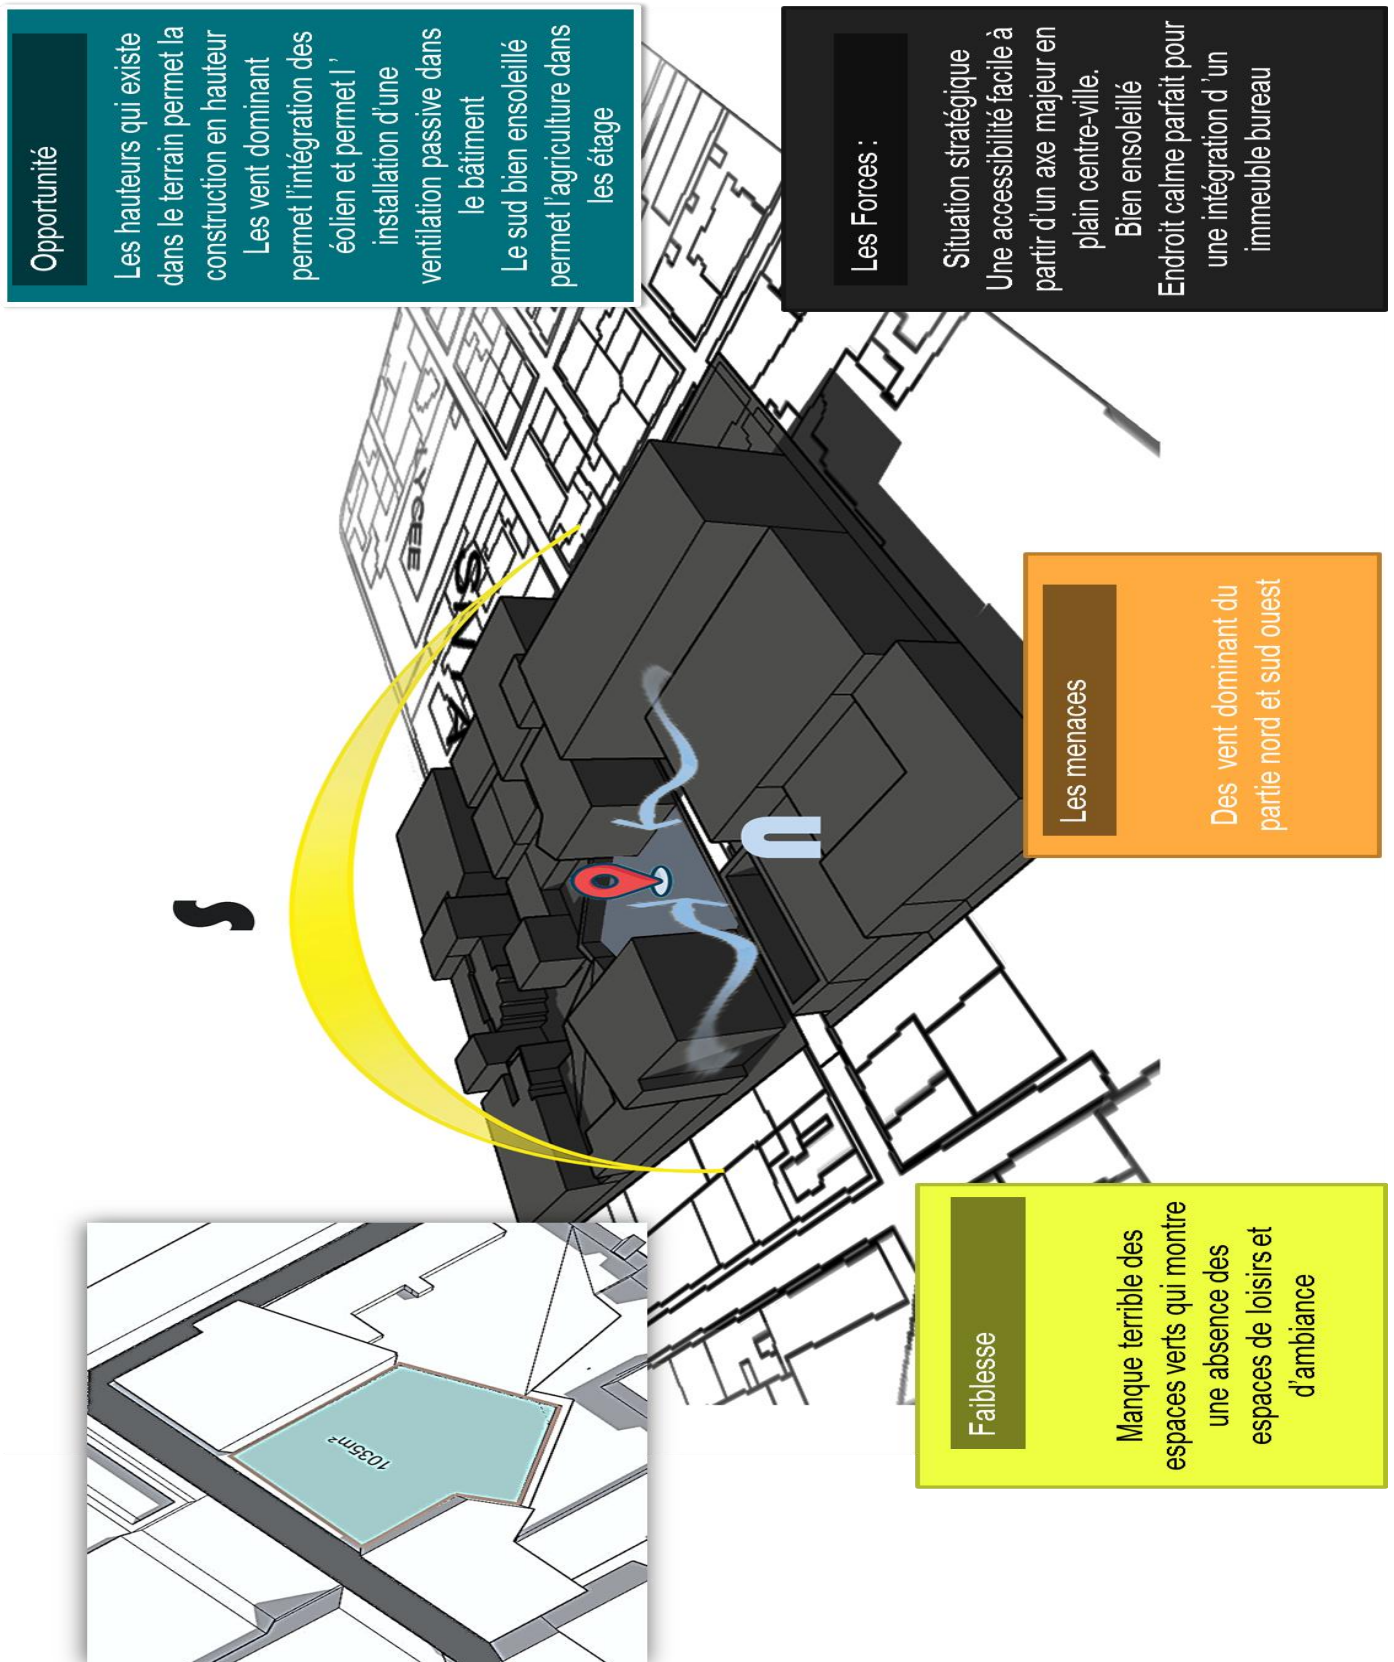 Opportunité
Les hauteurs qui existe
dans le terrain permet la
construction en hauteur
Les vent dominant
permet l'intégration des
éolien et permet l '
installation d'une
ventilation passive dans
le bâtiment
Le sud bien ensoleillé
permet l'agriculture dans
les étage
Les Forces :
Situation stratégique
Une accessibilité facile à
partir d'un axe majeur en
plain centre-ville.
Bien ensoleillé
Endroit calme parfait pour
une intégration d 'un
immeuble bureau
LYCEE
S
n
Les menaces
Des vent dominant du
partie nord et sud ouest
1035m²
Faiblesse
Manque terrible des
espaces verts qui montre
une absence des
espaces de loisirs et
d'ambiance